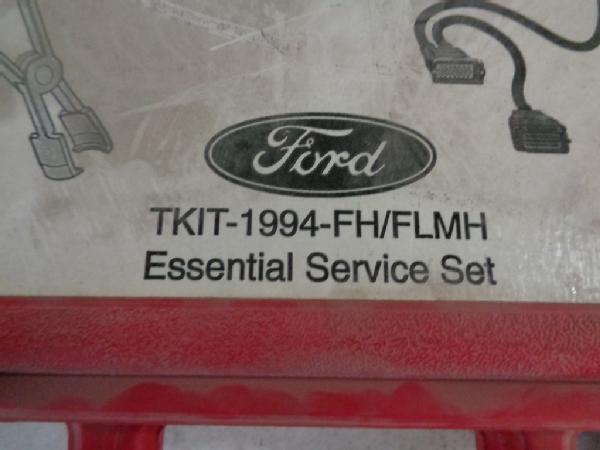 Ford
TKIT-1994-FH/FLMH
Essential Service Set